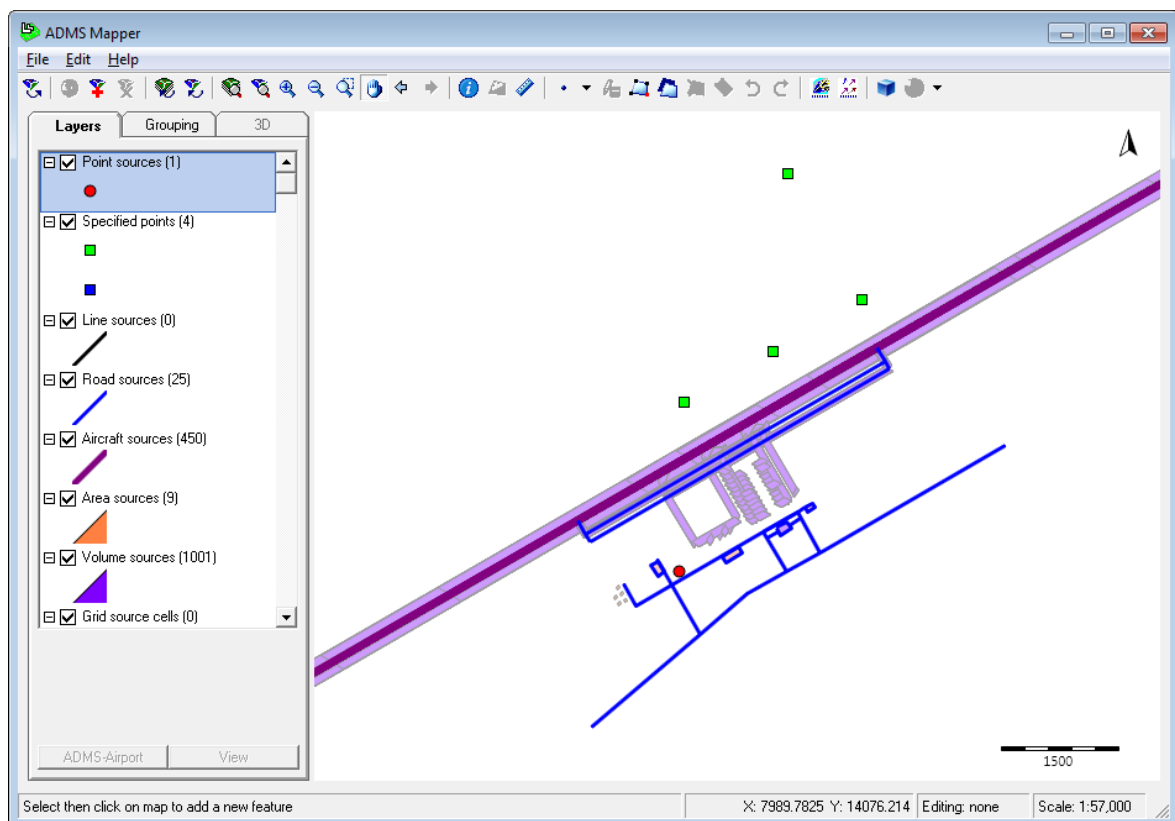 ADMS Mapper
File Edit Help
Layers Grouping 3D
Point sources (1)
Specified points (4)
Line sources (0)
Road sources (25)
Aircraft sources (450)
Area sources (9)
Volume sources (1001)
Grid source cells (0)
ADMS-Airport View
1500
Select then click on map to add a new feature X: 7989.7825 Y: 14076.214 Editing: none Scale: 1:57,000